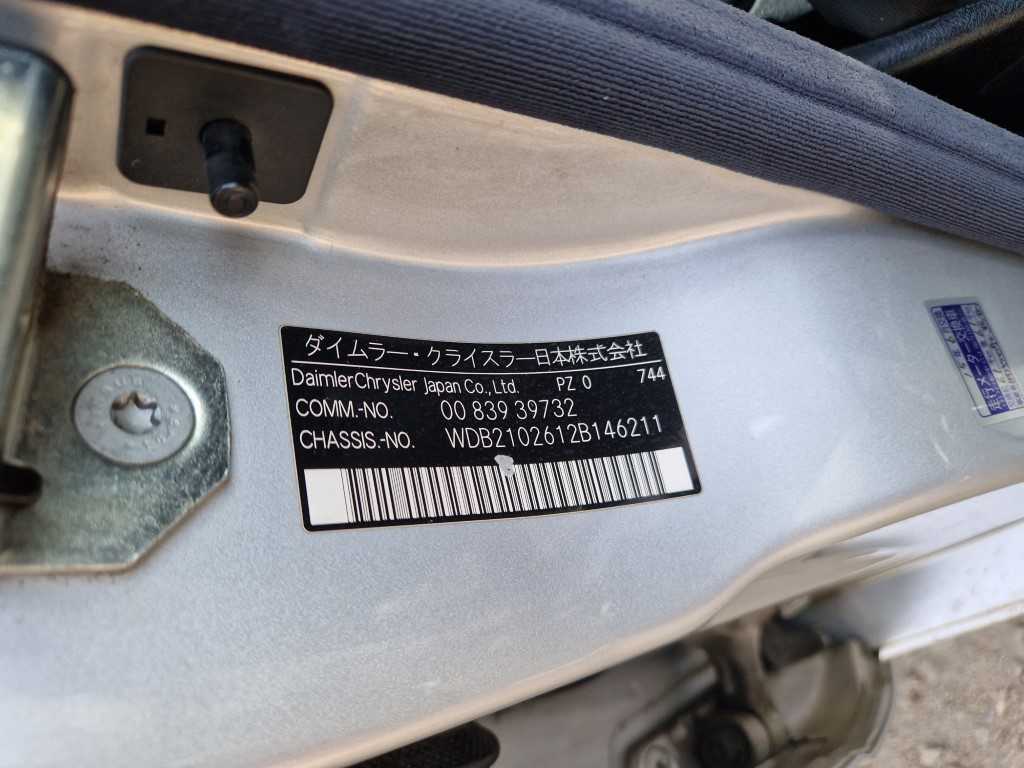 ダイムラー・クライスラー日本株式会社
DaimlerChrysler Japan Co., Ltd. PZ 0 744
COMM.-NO. 00 839 39732
CHASSIS.-NO. WDB2102612B146211